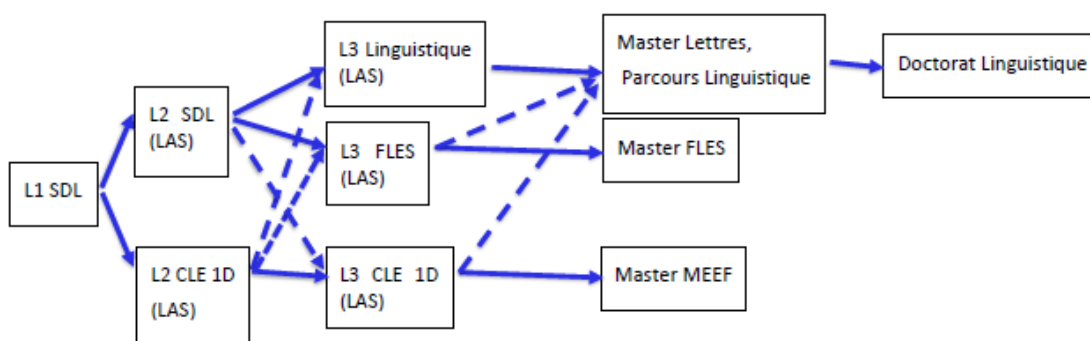 L1 SDL
L2 SDL
(LAS)
L2 CLE 1D
(LAS)
L3 Linguistique
(LAS)
L3 FLES
(LAS)
L3 CLE 1D
(LAS)
Master Lettres,
Parcours Linguistique
Master FLES
Master MEEF
Doctorat Linguistique